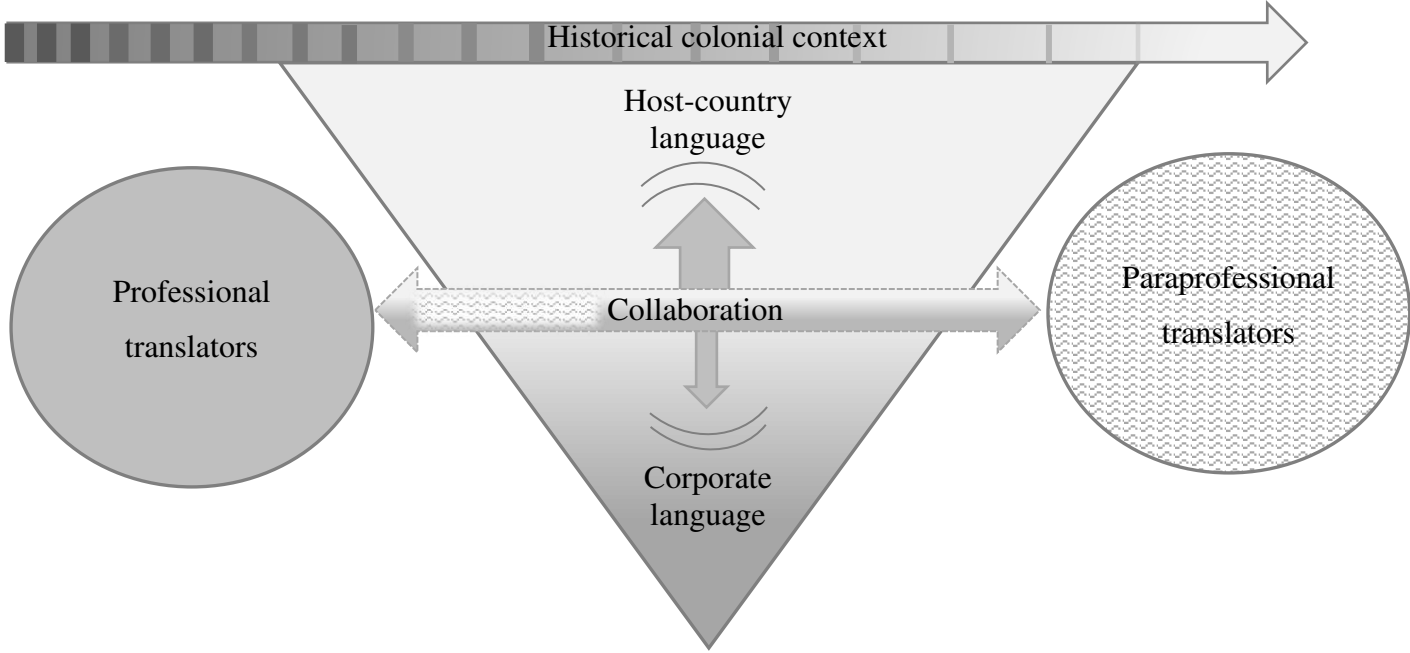 Historical colonial context
Host-country
language
Professional
translators
Collaboration
Paraprofessional
translators
Corporate
language